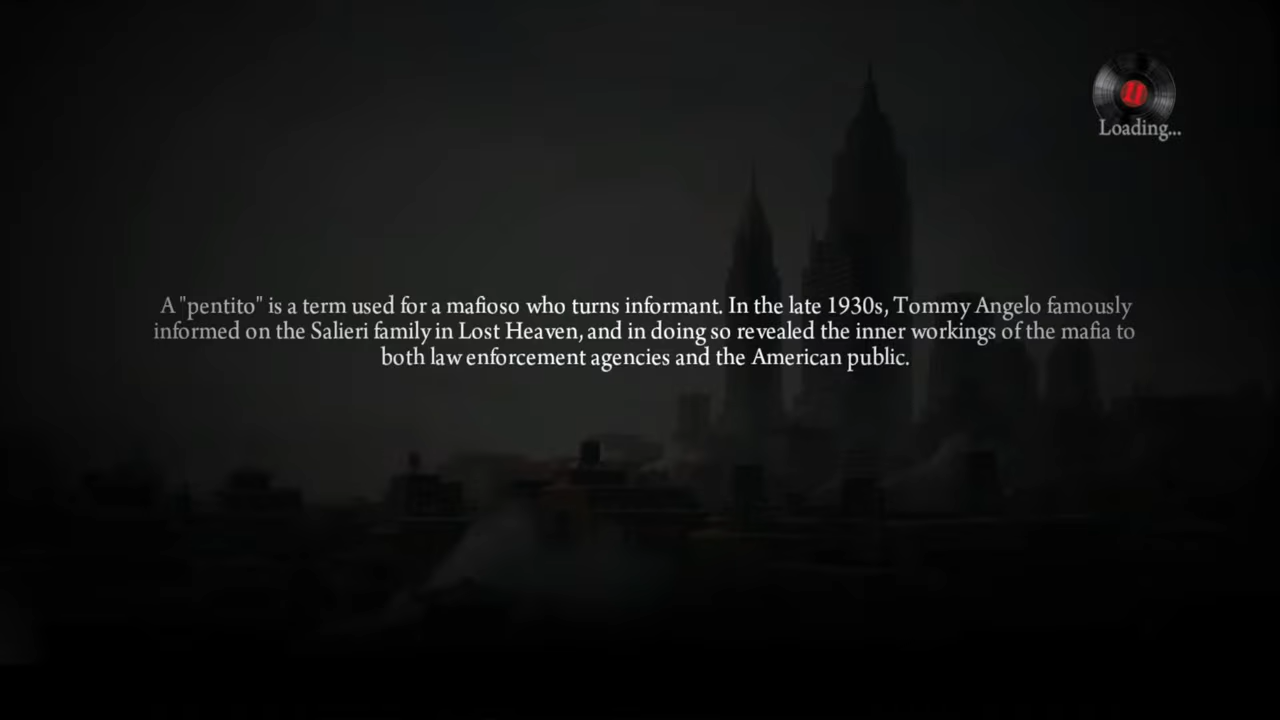 Loading...
A "pentito" is a term used for a mafioso who turns informant. In the late 1930s, Tommy Angelo famously
informed on the Salieri family in Lost Heaven, and in doing so revealed the inner workings of the mafia to
both law enforcement agencies and the American public.